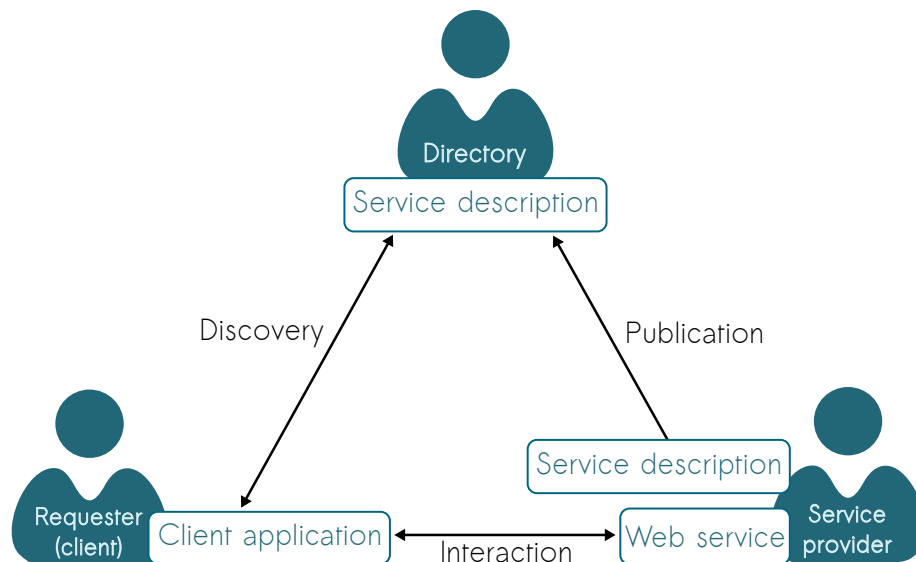 Directory
Service description
Discovery
Publication
Service description
Requester
(client)
Client application
Interaction
Web service
Service
provider